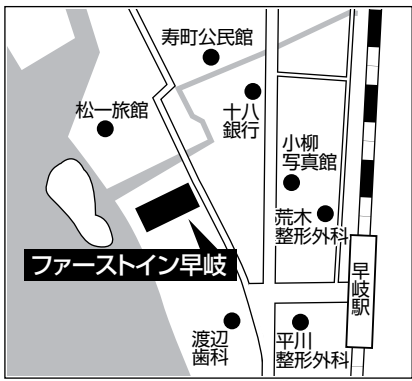 寿町公民館
松一旅館
十八
銀行
小柳
写真館
荒木
整形外科
ファーストイン早岐
早岐駅
渡辺
歯科
平川
整形外科